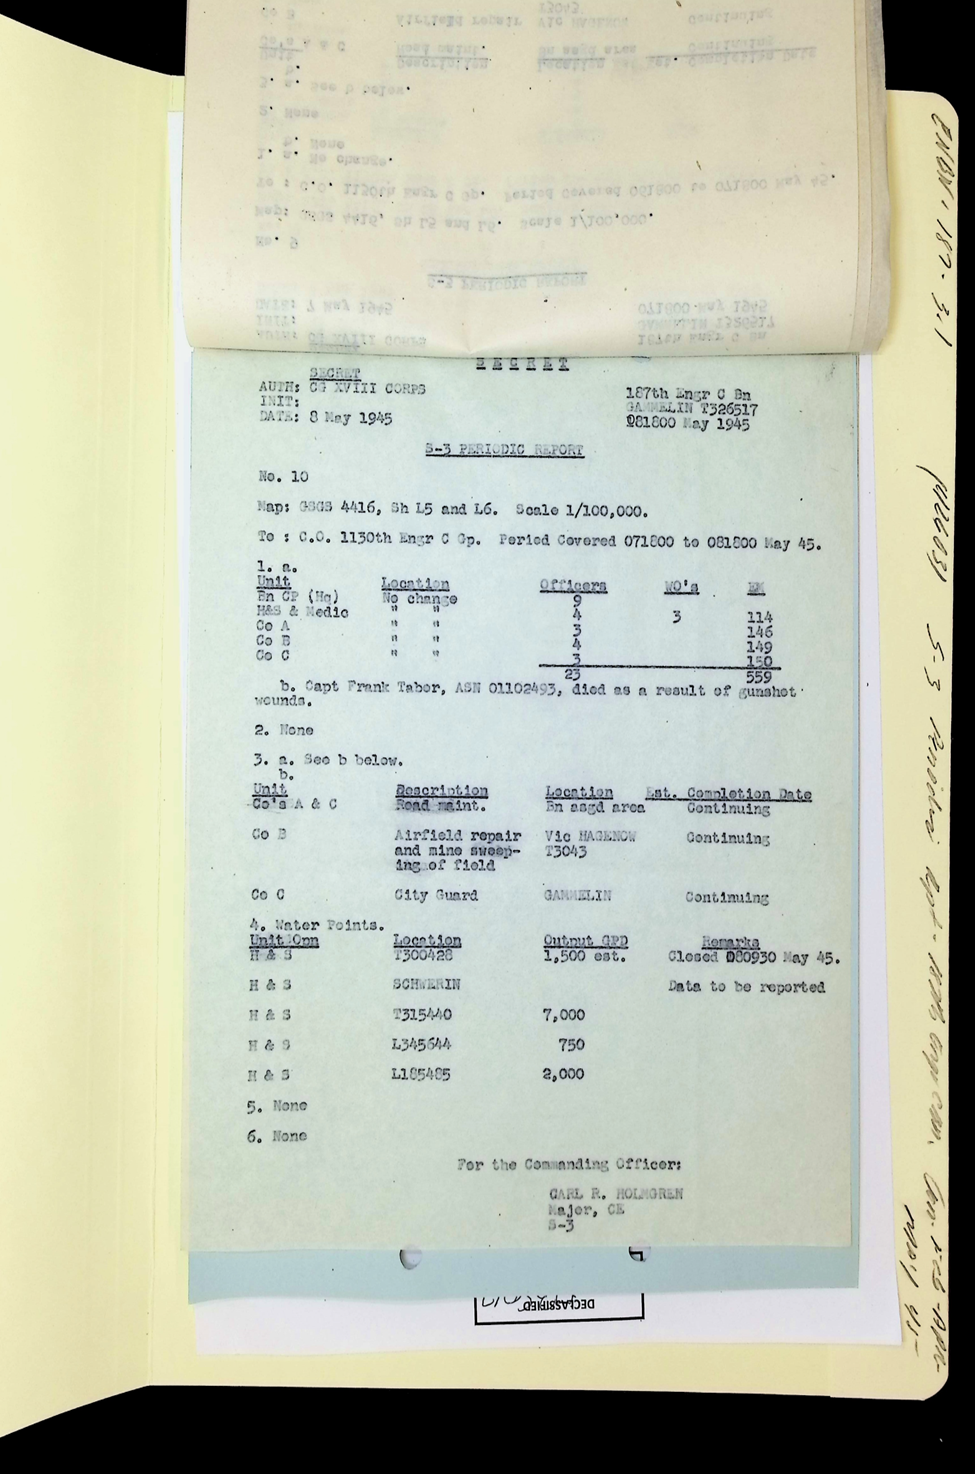 SECRET
SECRET
AUTH: CG XVIII CORPS
INIT:
DATE: 8 May 1945
187th Engr C Bn
GAMMELIN T326517
081800 May 1945
S-3 PERIODIC REPORT
No. 10
Map: GSGS 4416, Sh L5 and L6. Scale 1/100,000.
To : C.O. 1130th Engr C Gp. Period Covered 071800 to 081800 May 45.
1. a.
Unit Location Officers WO's EM
Bn CP (Hq) No change 9
H&S & Medic " " 4 3 114
Co A " " 3 146
Co B " " 4 149
Co C " " 3 150
23 559
b. Capt Frank Tabor, ASN 01102493, died as a result of gunshot
wounds.
2. None
3. a. See b below.
b.
Unit Description Location Est. Completion Date
Co's A & C Road maint. Bn asgd area Continuing
Co B Airfield repair Vic HAGENOW Continuing
and mine sweep- T3043
ing of field
Co C City Guard GAMMELIN Continuing
4. Water Points.
Unit Opn Location Output GPD Remarks
H & S T300428 1,500 est. Closed 080930 May 45.
H & S SCHWERIN Data to be reported
H & S T315440 7,000
H & S L345644 750
H & S L185485 2,000
5. None
6. None
For the Commanding Officer:
CARL R. HOLMGREN
Major, CE
S-3
DECLASSIFIED